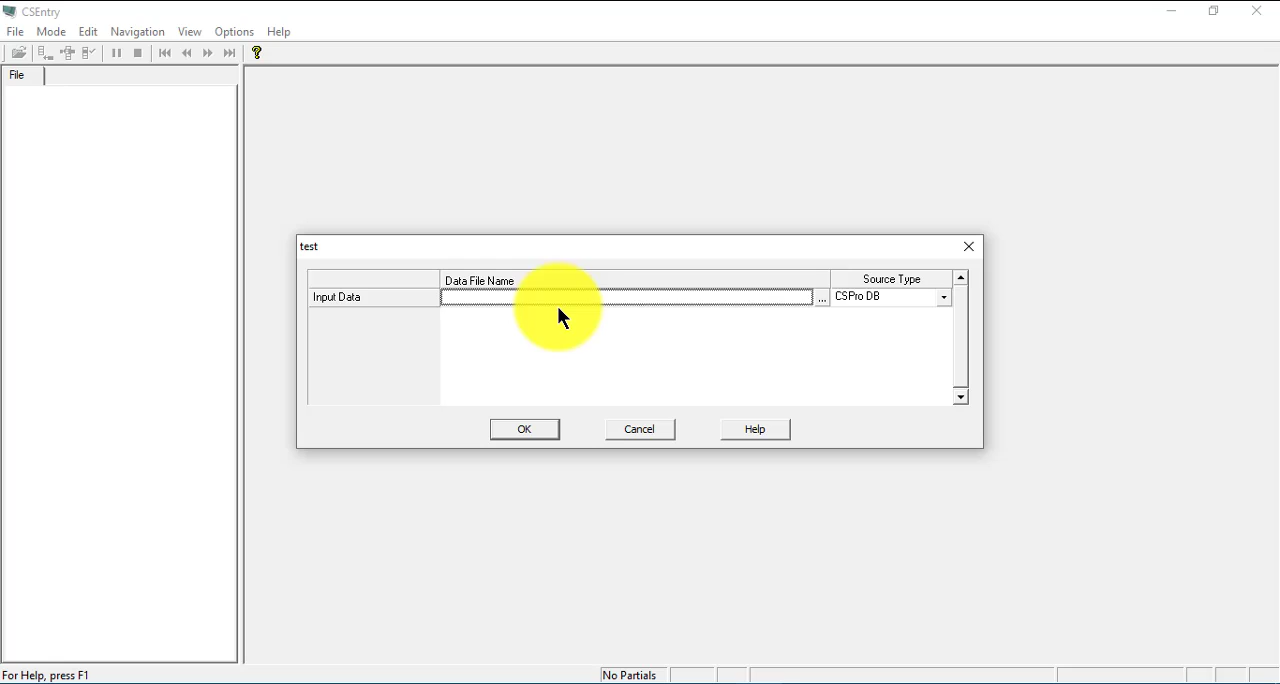 CSEntry
File Mode Edit Navigation View Options Help
?
File
test
Data File Name Source Type
Input Data ... CSPro DB
OK Cancel Help
For Help, press F1 No Partials